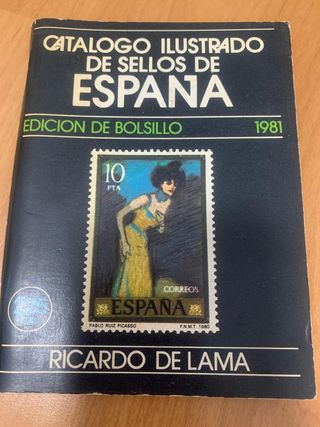 CATALOGO ILUSTRADO
DE SELLOS DE
ESPAÑA
EDICION DE BOLSILLO 1981
10
PTA
CORREOS
ESPAÑA
PABLO RUIZ PICASSO F.N.M.T. 1980
RICARDO DE LAMA